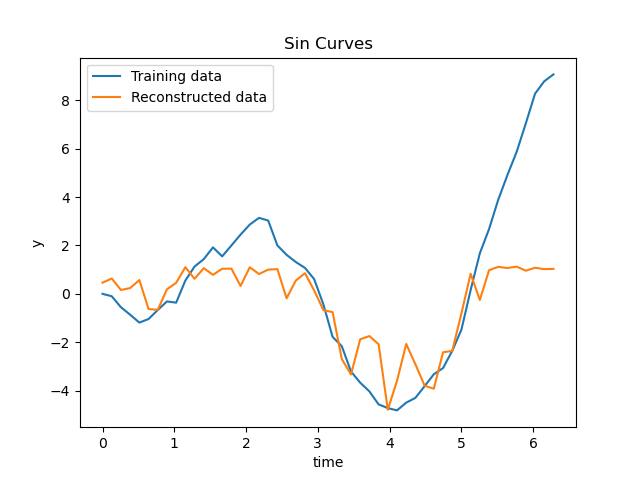 Sin Curves
Training data
Reconstructed data
8
6
4
2
0
−2
−4
y
0 1 2 3 4 5 6
time